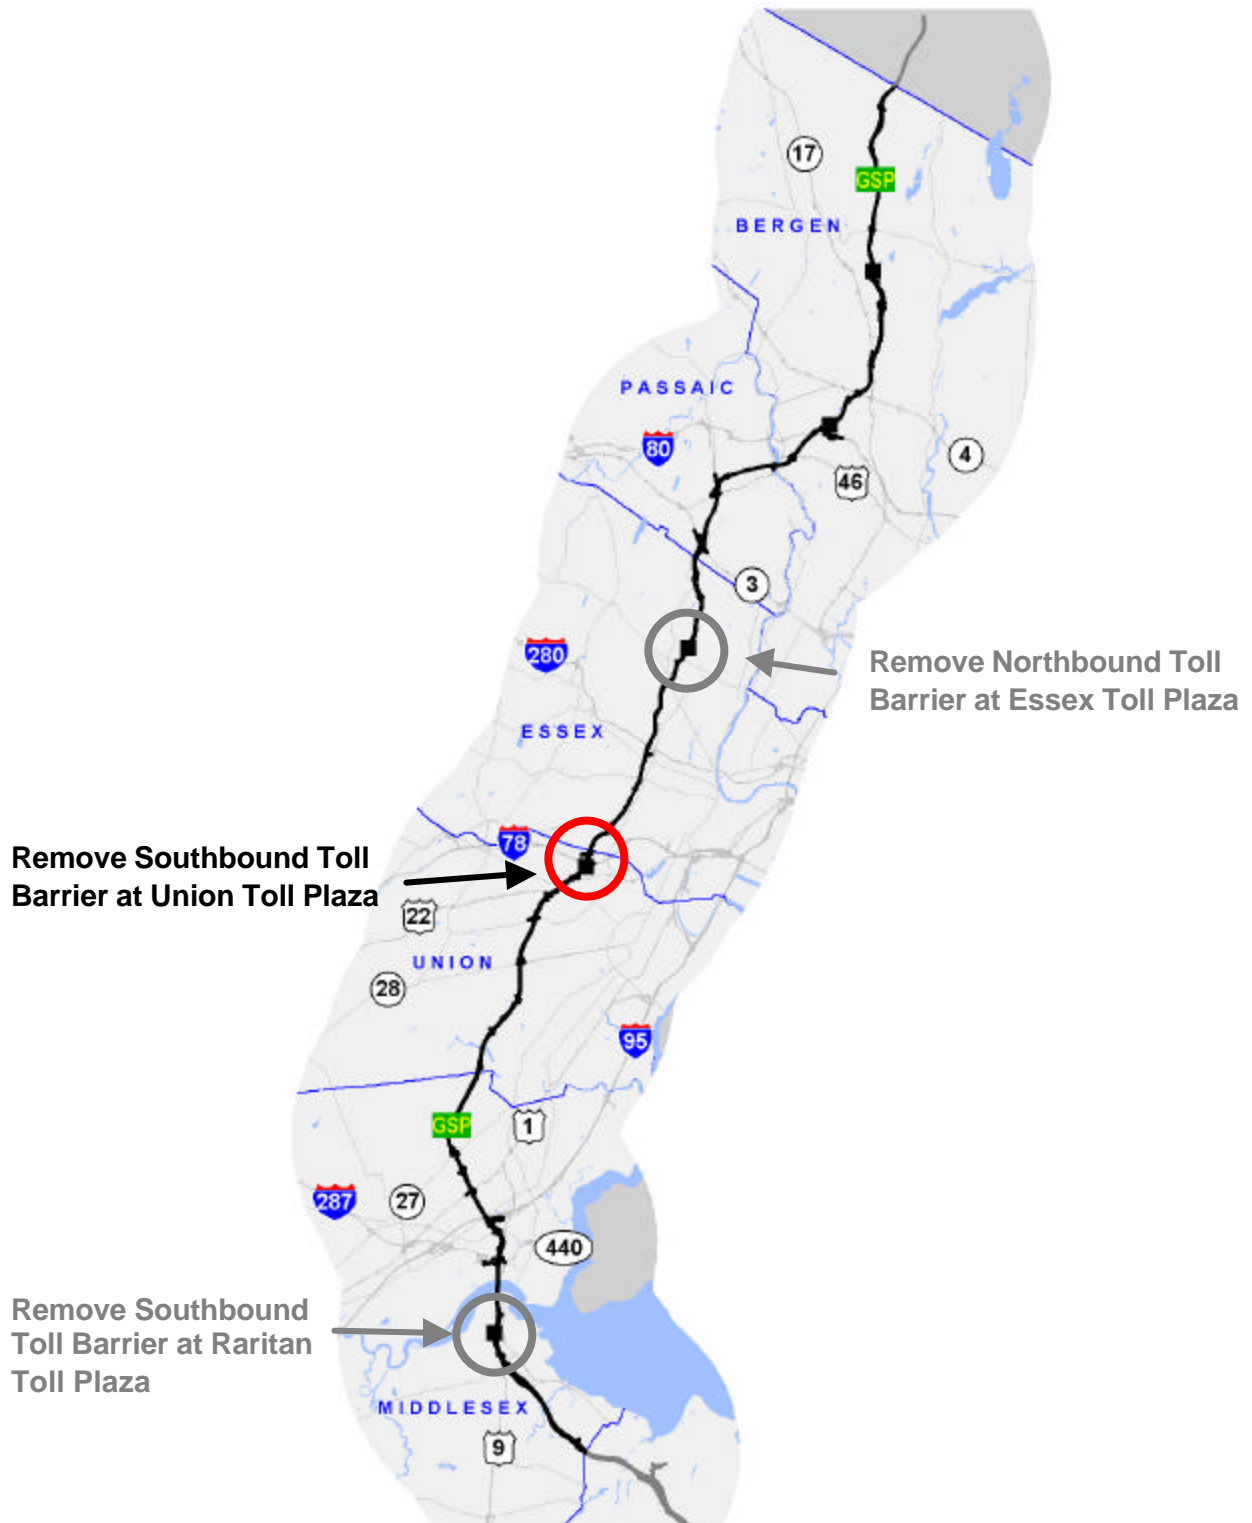 17
GSP
BERGEN
PASSAIC
80
46
4
3
280
Remove Northbound Toll
Barrier at Essex Toll Plaza
ESSEX
78
Remove Southbound Toll
Barrier at Union Toll Plaza
22
UNION
28
95
GSP
1
287
27
440
Remove Southbound
Toll Barrier at Raritan
Toll Plaza
MIDDLESEX
9